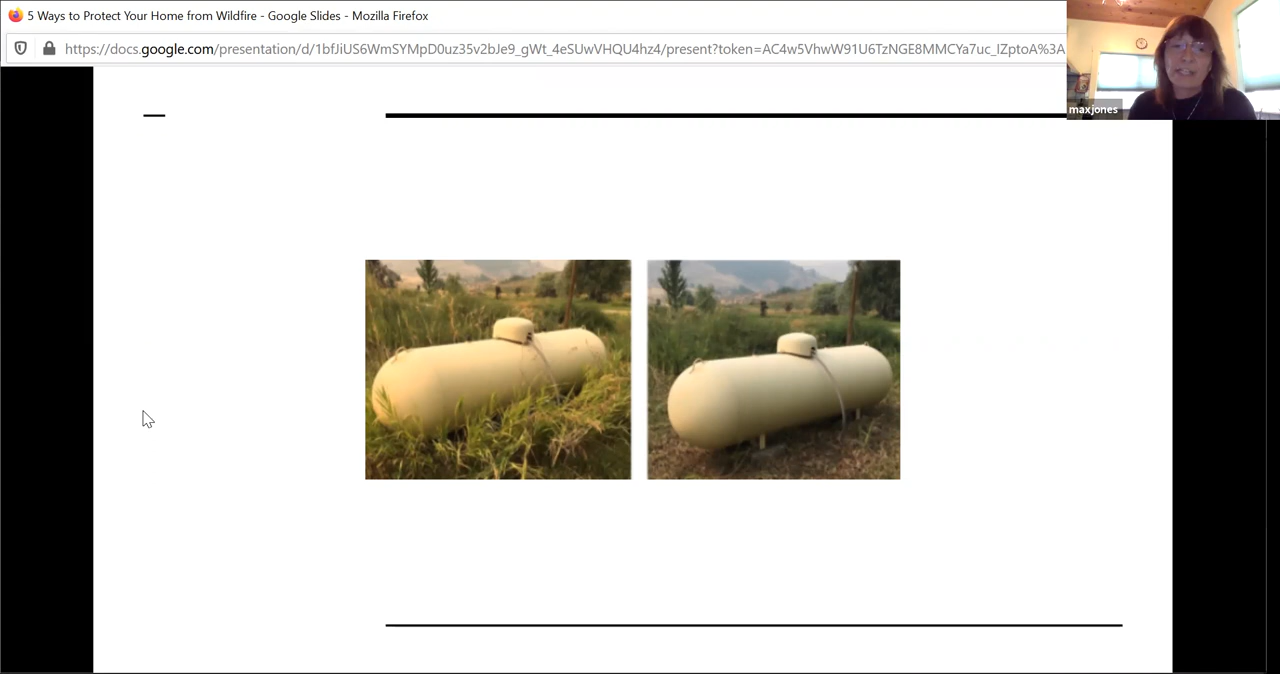 5 Ways to Protect Your Home from Wildfire - Google Slides - Mozilla Firefox
https://docs.google.com/presentation/d/1bfJiUS6WmSYMpD0uz35v2bJe9_gWt_4eSUwVHQU4hz4/present?token=AC4w5VhwW91U6TzNGE8MMCYa7uc_IZptoA%3A
maxjones